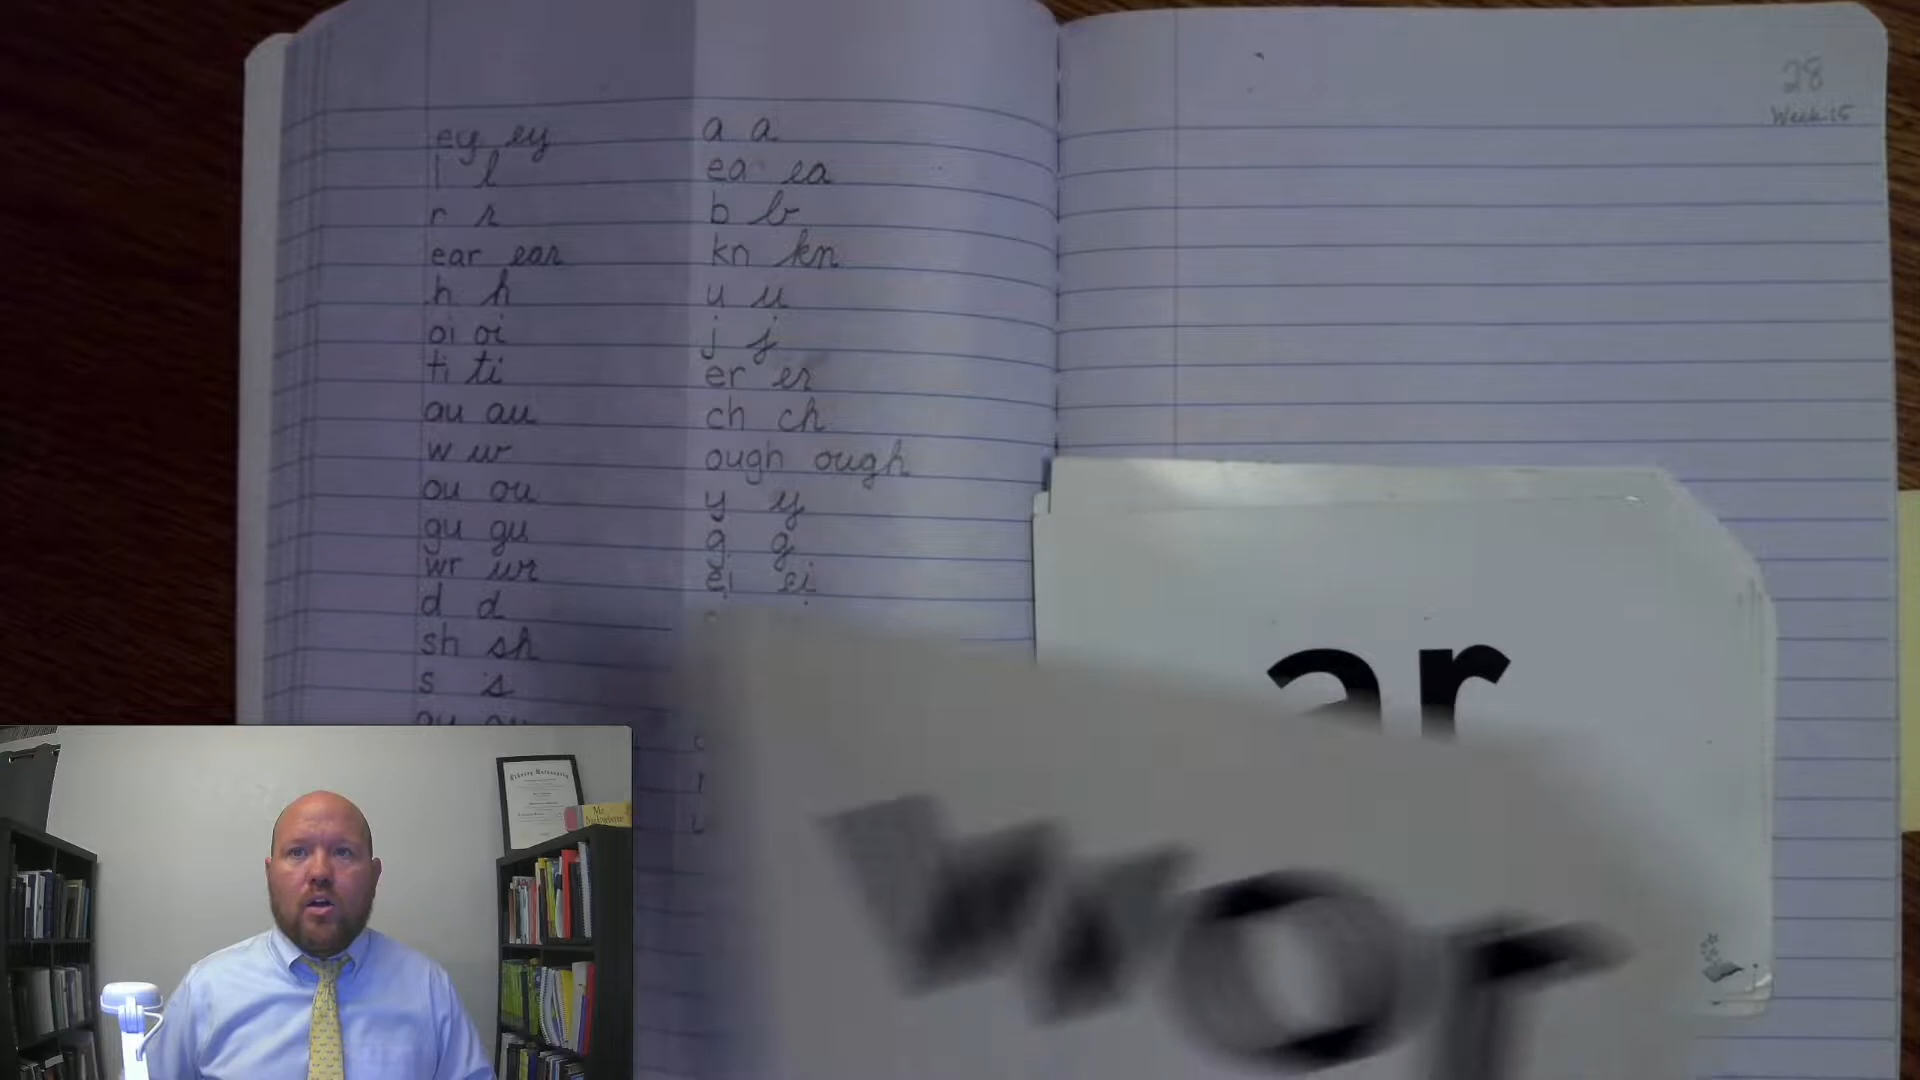 28
Week 15
ey ey
l l
r r
ear ear
h h
oi oi
ti ti
au au
w w
ou ou
gu gu
wr wr
d d
sh sh
s s
a a
ea ea
b b
kn kn
u u
j j
er er
ch ch
ough ough
y y
g g
ei ei
ar
wor